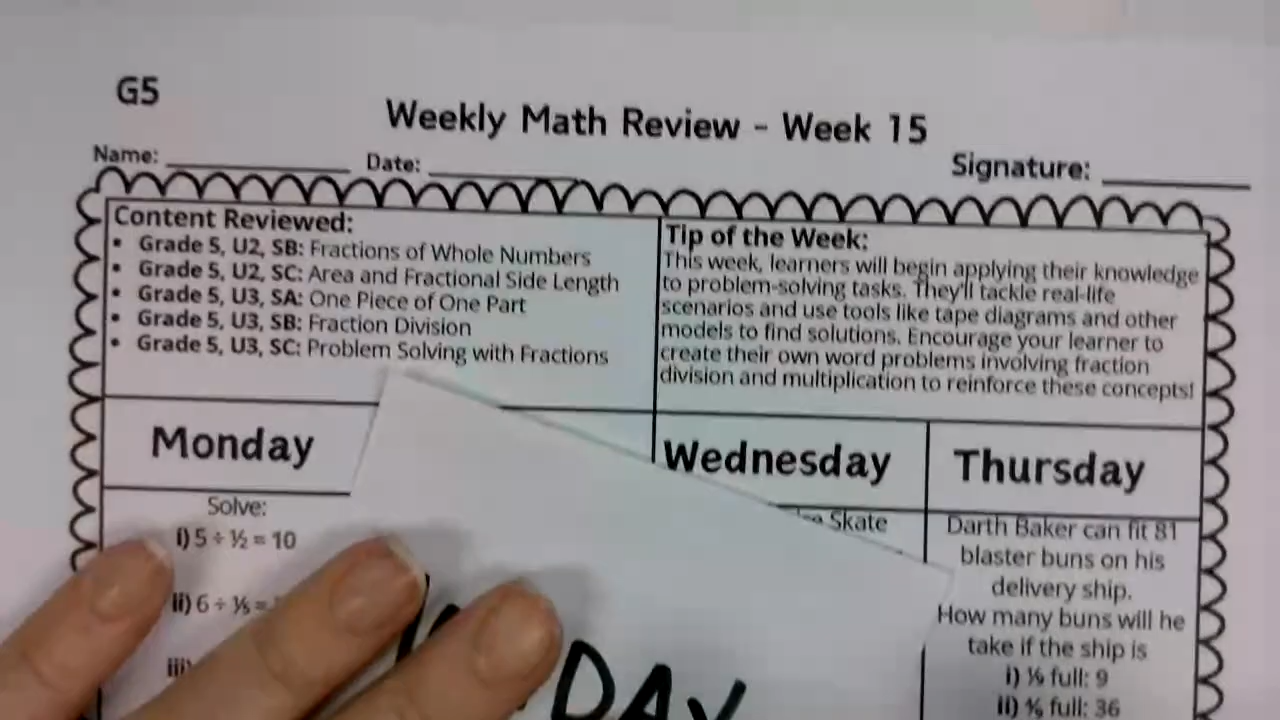 G5
Weekly Math Review - Week 15
Name: Date: Signature:
Content Reviewed:
• Grade 5, U2, SB: Fractions of Whole Numbers
• Grade 5, U2, SC: Area and Fractional Side Length
• Grade 5, U3, SA: One Piece of One Part
• Grade 5, U3, SB: Fraction Division
• Grade 5, U3, SC: Problem Solving with Fractions
Tip of the Week:
This week, learners will begin applying their knowledge
to problem-solving tasks. They'll tackle real-life
scenarios and use tools like tape diagrams and other
models to find solutions. Encourage your learner to
create their own word problems involving fraction
division and multiplication to reinforce these concepts!
Monday
Solve:
i) 5 ÷ ½ = 10
ii) 6 ÷ ⅓ =
iii)
DAY
Wednesday
Skate
Thursday
Darth Baker can fit 81
blaster buns on his
delivery ship.
How many buns will he
take if the ship is
i) ⅑ full: 9
ii) full: 36